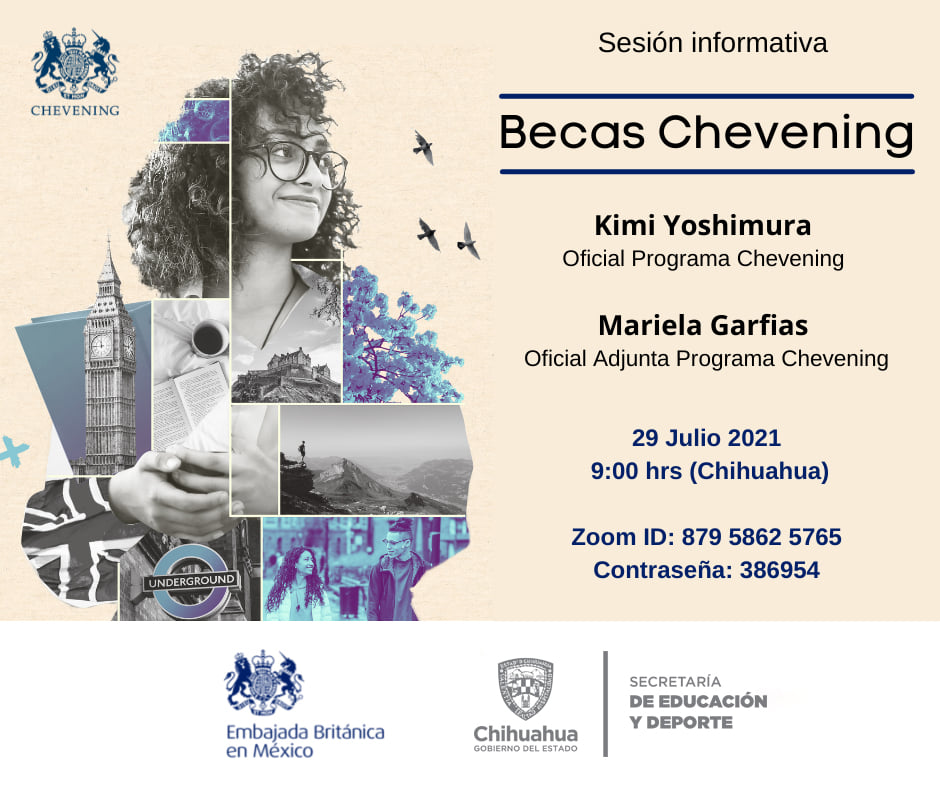 CHEVENING
Sesión informativa
Becas Chevening
Kimi Yoshimura
Oficial Programa Chevening
Mariela Garfias
Oficial Adjunta Programa Chevening
29 Julio 2021
9:00 hrs (Chihuahua)
Zoom ID: 879 5862 5765
Contraseña: 386954
UNDERGROUND
Embajada Británica
en México
Chihuahua
GOBIERNO DEL ESTADO
SECRETARÍA
DE EDUCACIÓN
Y DEPORTE